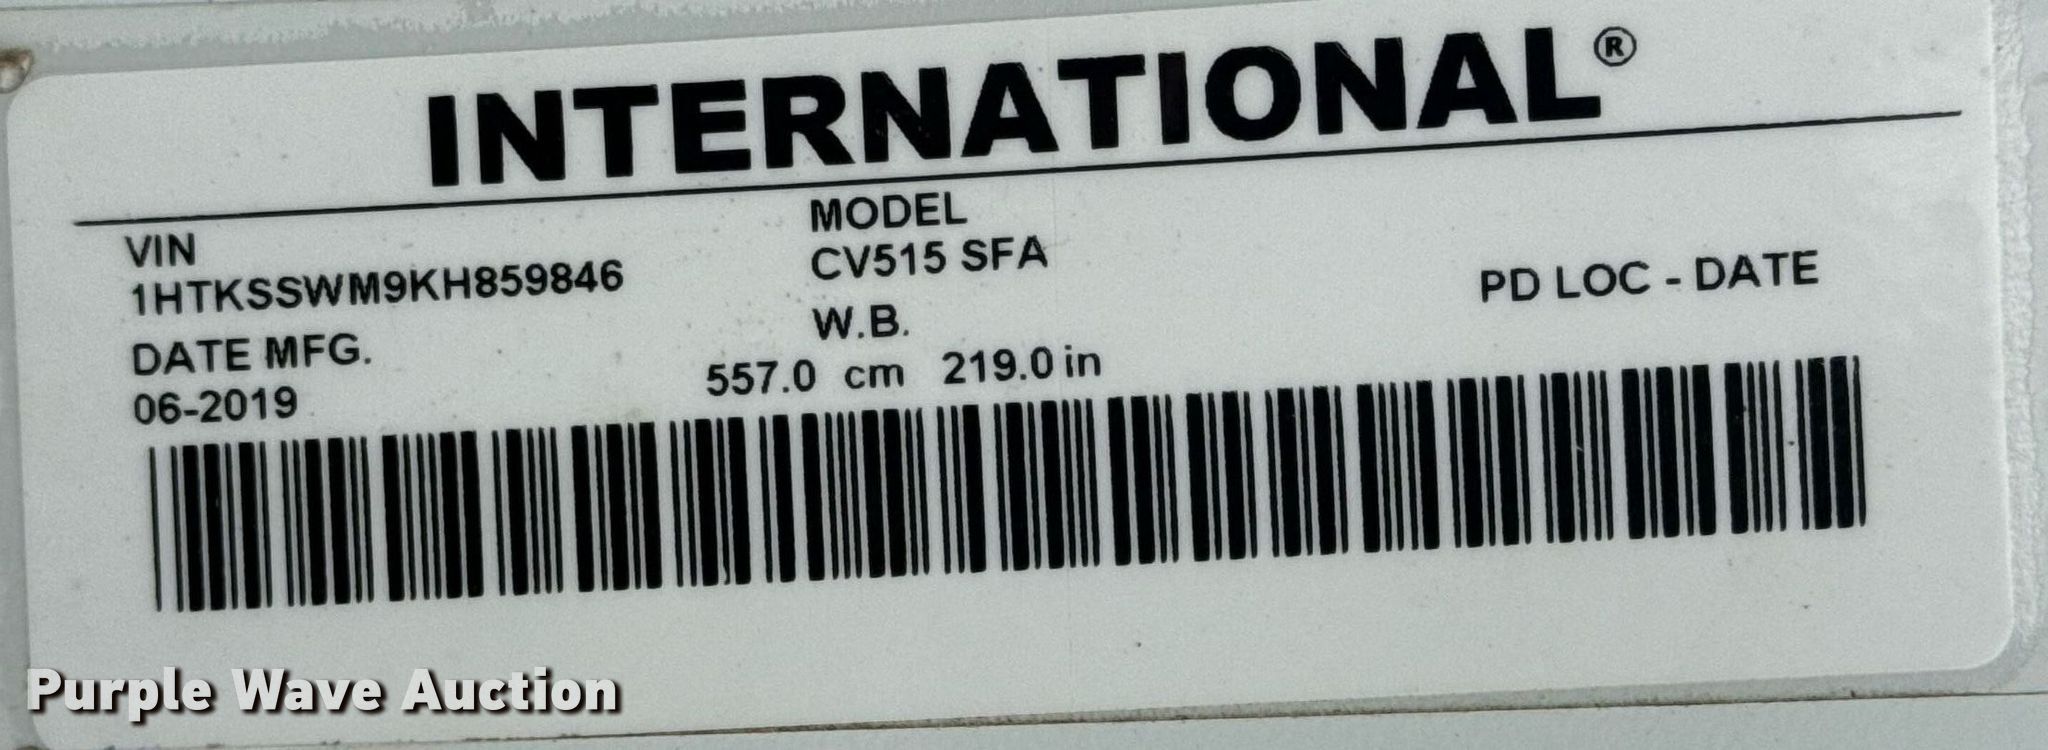 INTERNATIONAL®
VIN
1HTKSSWM9KH859846
MODEL
CV515 SFA
DATE MFG.
06-2019
W.B.
557.0 cm 219.0 in
PD LOC - DATE
Purple Wave Auction